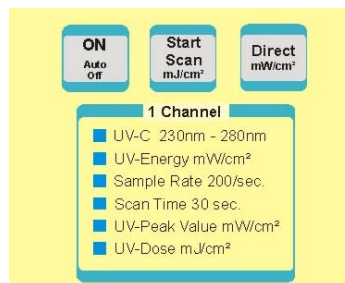 ON
Auto
Off
Start
Scan
mJ/cm²
Direct
mW/cm²
1 Channel
UV-C 230nm - 280nm
UV-Energy mW/cm²
Sample Rate 200/sec.
Scan Time 30 sec.
UV-Peak Value mW/cm²
UV-Dose mJ/cm²